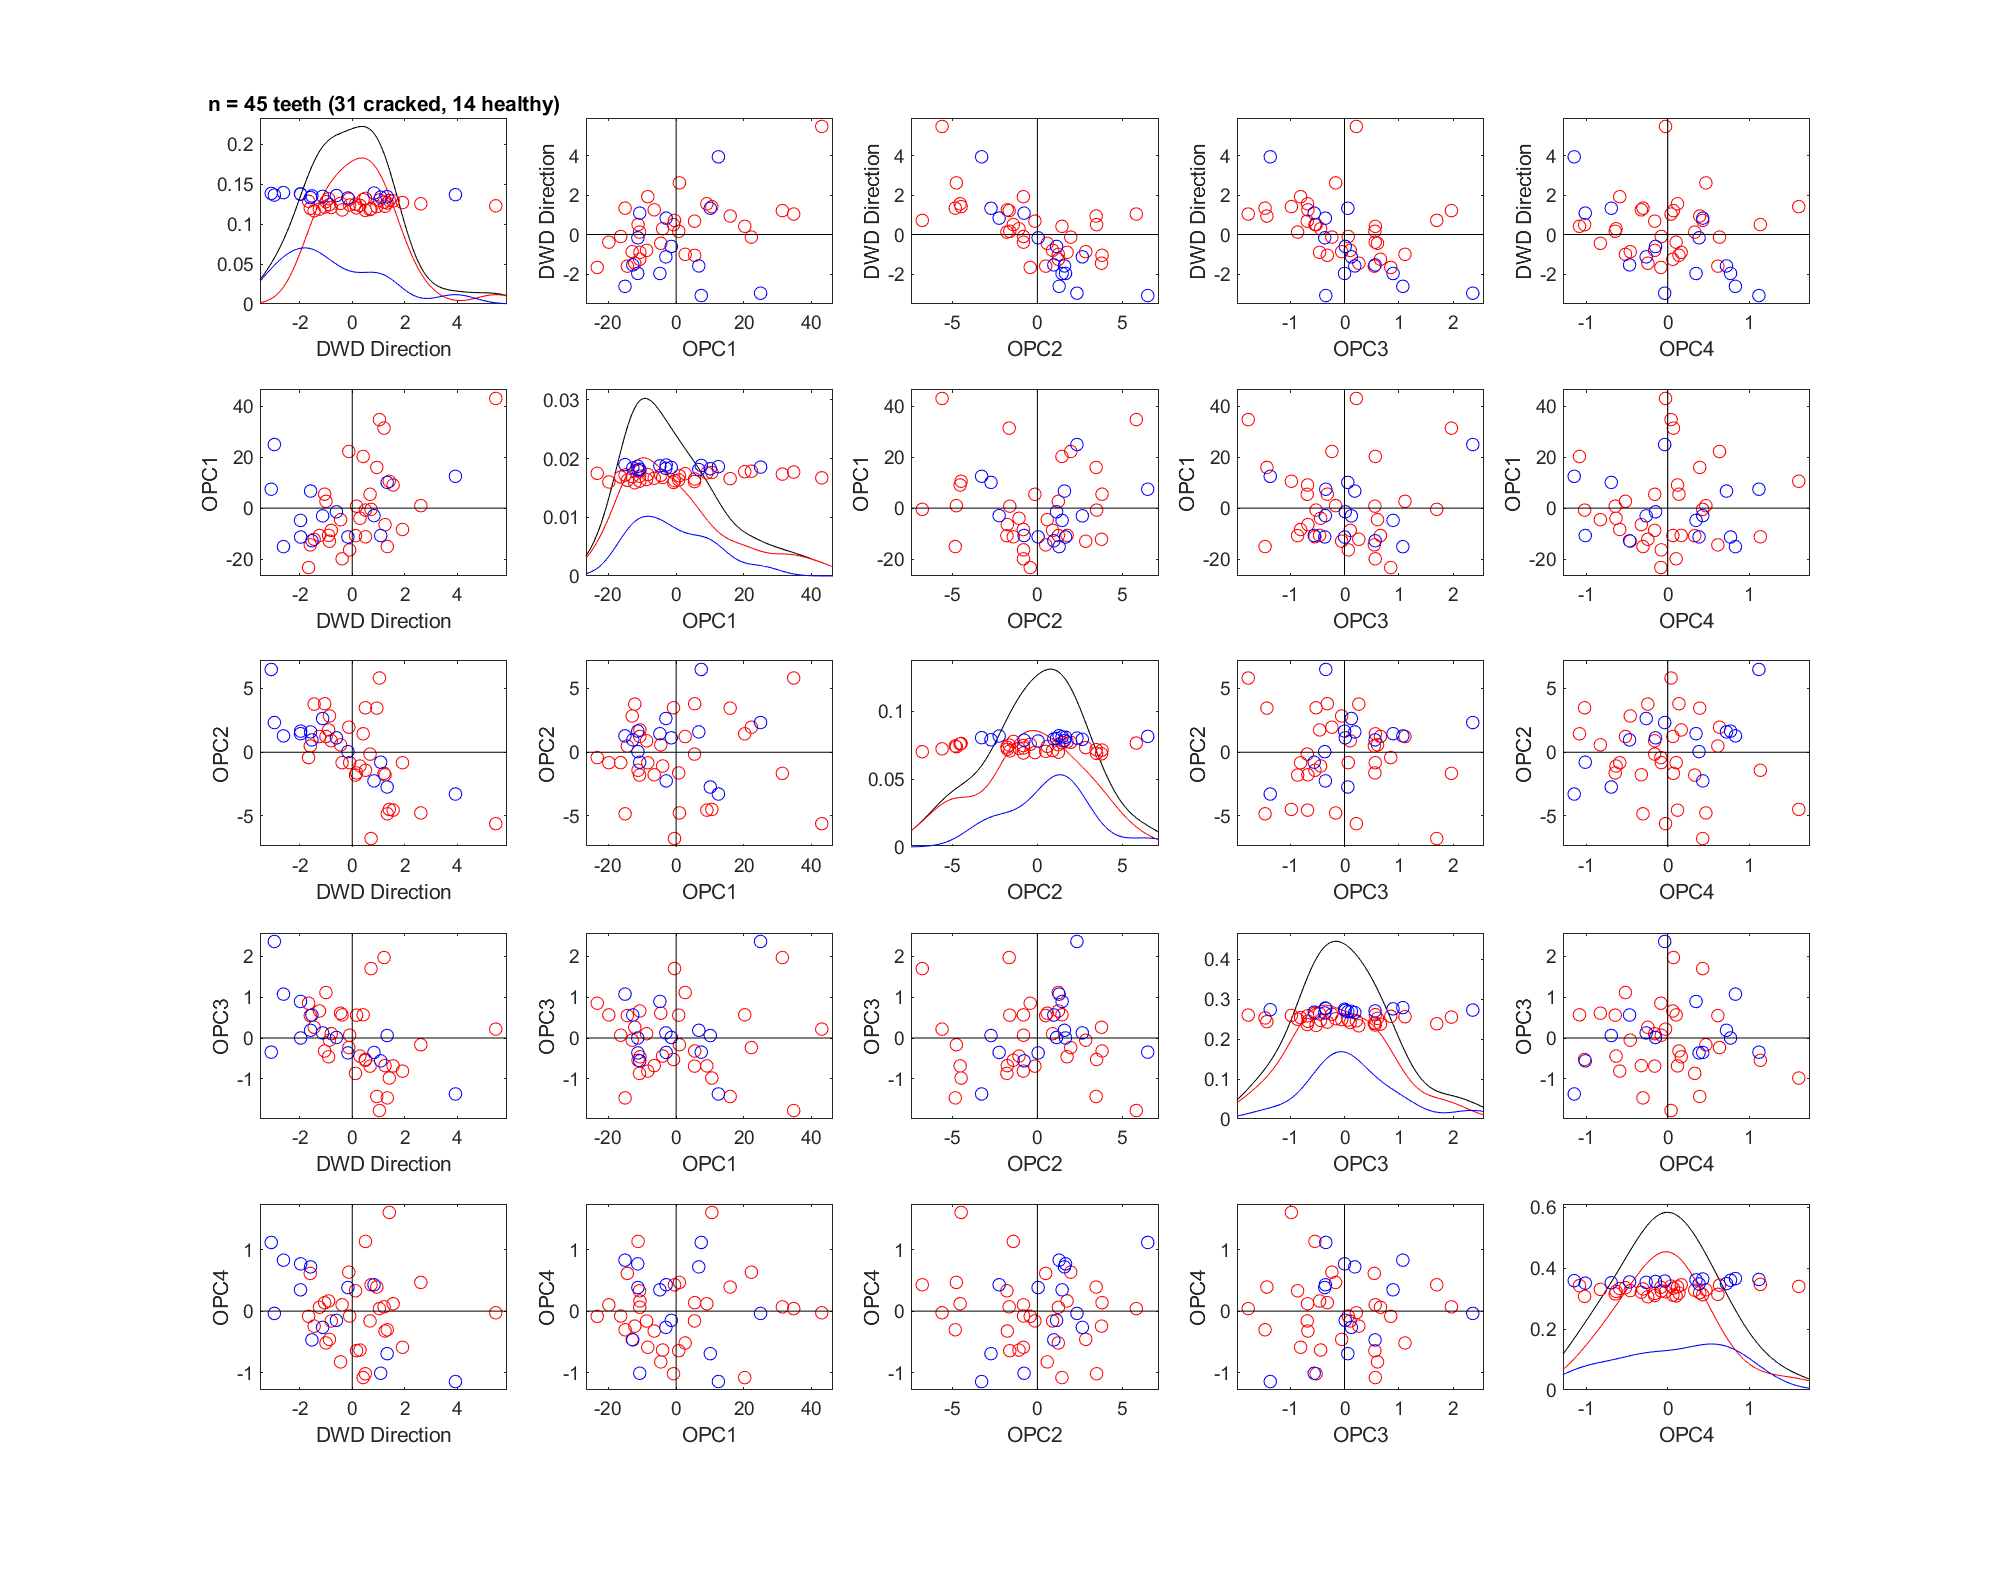 n = 45 teeth (31 cracked, 14 healthy)
0.2
0.15
0.1
0.05
0
-2 0 2 4
DWD Direction
DWD Direction
4
2
0
-2
-20 0 20 40
OPC1
DWD Direction
4
2
0
-2
-5 0 5
OPC2
DWD Direction
4
2
0
-2
-1 0 1 2
OPC3
DWD Direction
4
2
0
-2
-1 0 1
OPC4
OPC1
40
20
0
-20
-2 0 2 4
DWD Direction
0.03
0.02
0.01
0
-20 0 20 40
OPC1
OPC1
40
20
0
-20
-5 0 5
OPC2
OPC1
40
20
0
-20
-1 0 1 2
OPC3
OPC1
40
20
0
-20
-1 0 1
OPC4
OPC2
5
0
-5
-2 0 2 4
DWD Direction
OPC2
5
0
-5
-20 0 20 40
OPC1
0.1
0.05
0
-5 0 5
OPC2
OPC2
5
0
-5
-1 0 1 2
OPC3
OPC2
5
0
-5
-1 0 1
OPC4
OPC3
2
1
0
-1
-2 0 2 4
DWD Direction
OPC3
2
1
0
-1
-20 0 20 40
OPC1
OPC3
2
1
0
-1
-5 0 5
OPC2
0.4
0.3
0.2
0.1
0
-1 0 1 2
OPC3
OPC3
2
1
0
-1
-1 0 1
OPC4
OPC4
1
0
-1
-2 0 2 4
DWD Direction
OPC4
1
0
-1
-20 0 20 40
OPC1
OPC4
1
0
-1
-5 0 5
OPC2
OPC4
1
0
-1
-1 0 1 2
OPC3
0.6
0.4
0.2
0
-1 0 1
OPC4